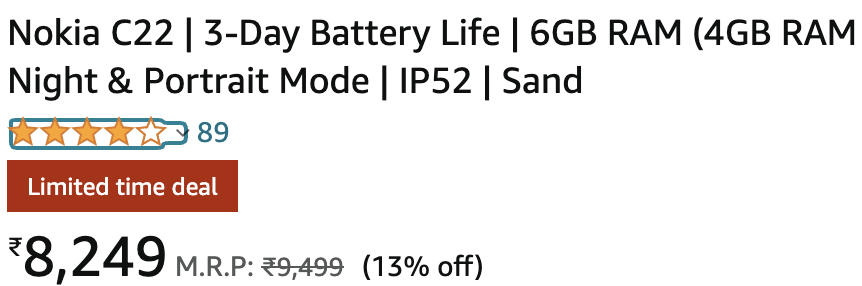 Nokia C22 | 3-Day Battery Life | 6GB RAM (4GB RAM
Night & Portrait Mode | IP52 | Sand
89
Limited time deal
₹8,249 M.R.P: ₹9,499 (13% off)